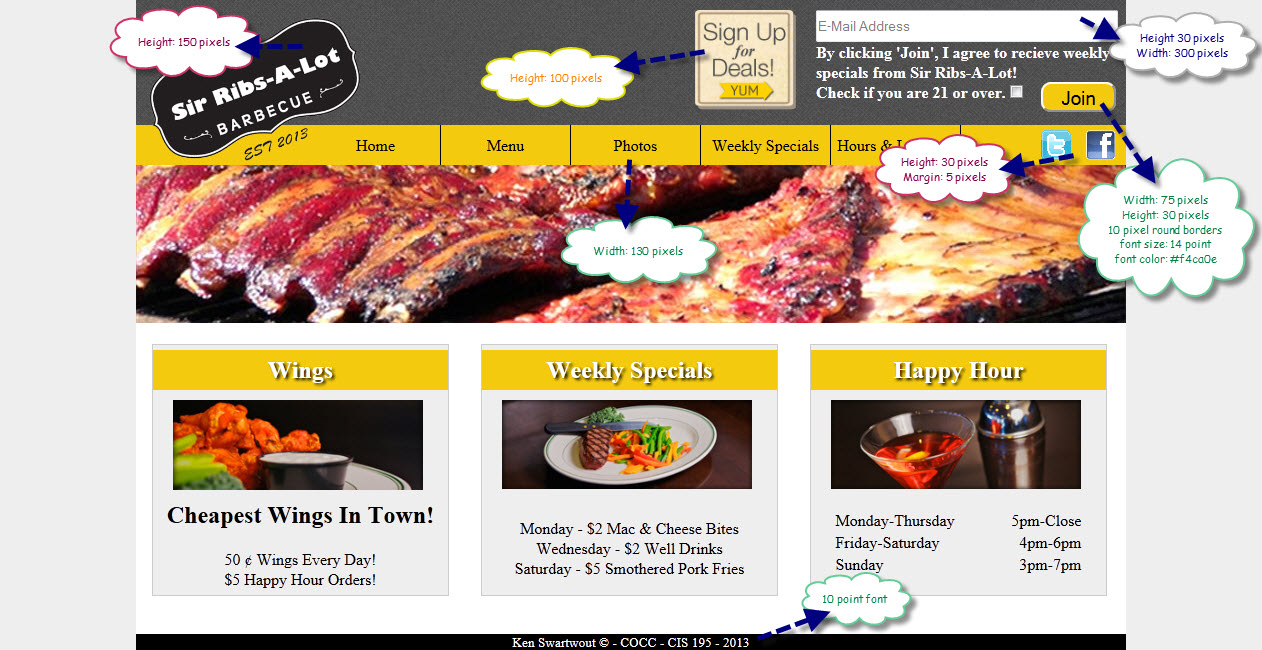 Height: 150 pixels
Sir Ribs-A-Lot
BARBECUE
EST 2013
Height: 100 pixels
Sign Up
for
Deals!
YUM
E-Mail Address
By clicking 'Join', I agree to recieve weekly
specials from Sir Ribs-A-Lot!
Check if you are 21 or over.
Join
Height 30 pixels
Width: 300 pixels
Home
Menu
Photos
Weekly Specials
Hours &
Height: 30 pixels
Margin: 5 pixels
Width: 75 pixels
Height: 30 pixels
10 pixel round borders
font size: 14 point
font color: #f4ca0e
Width: 130 pixels
Wings
Cheapest Wings In Town!
50 ¢ Wings Every Day!
$5 Happy Hour Orders!
Weekly Specials
Monday - $2 Mac & Cheese Bites
Wednesday - $2 Well Drinks
Saturday - $5 Smothered Pork Fries
Happy Hour
Monday-Thursday 5pm-Close
Friday-Saturday 4pm-6pm
Sunday 3pm-7pm
10 point font
Ken Swartwout © - COCC - CIS 195 - 2013